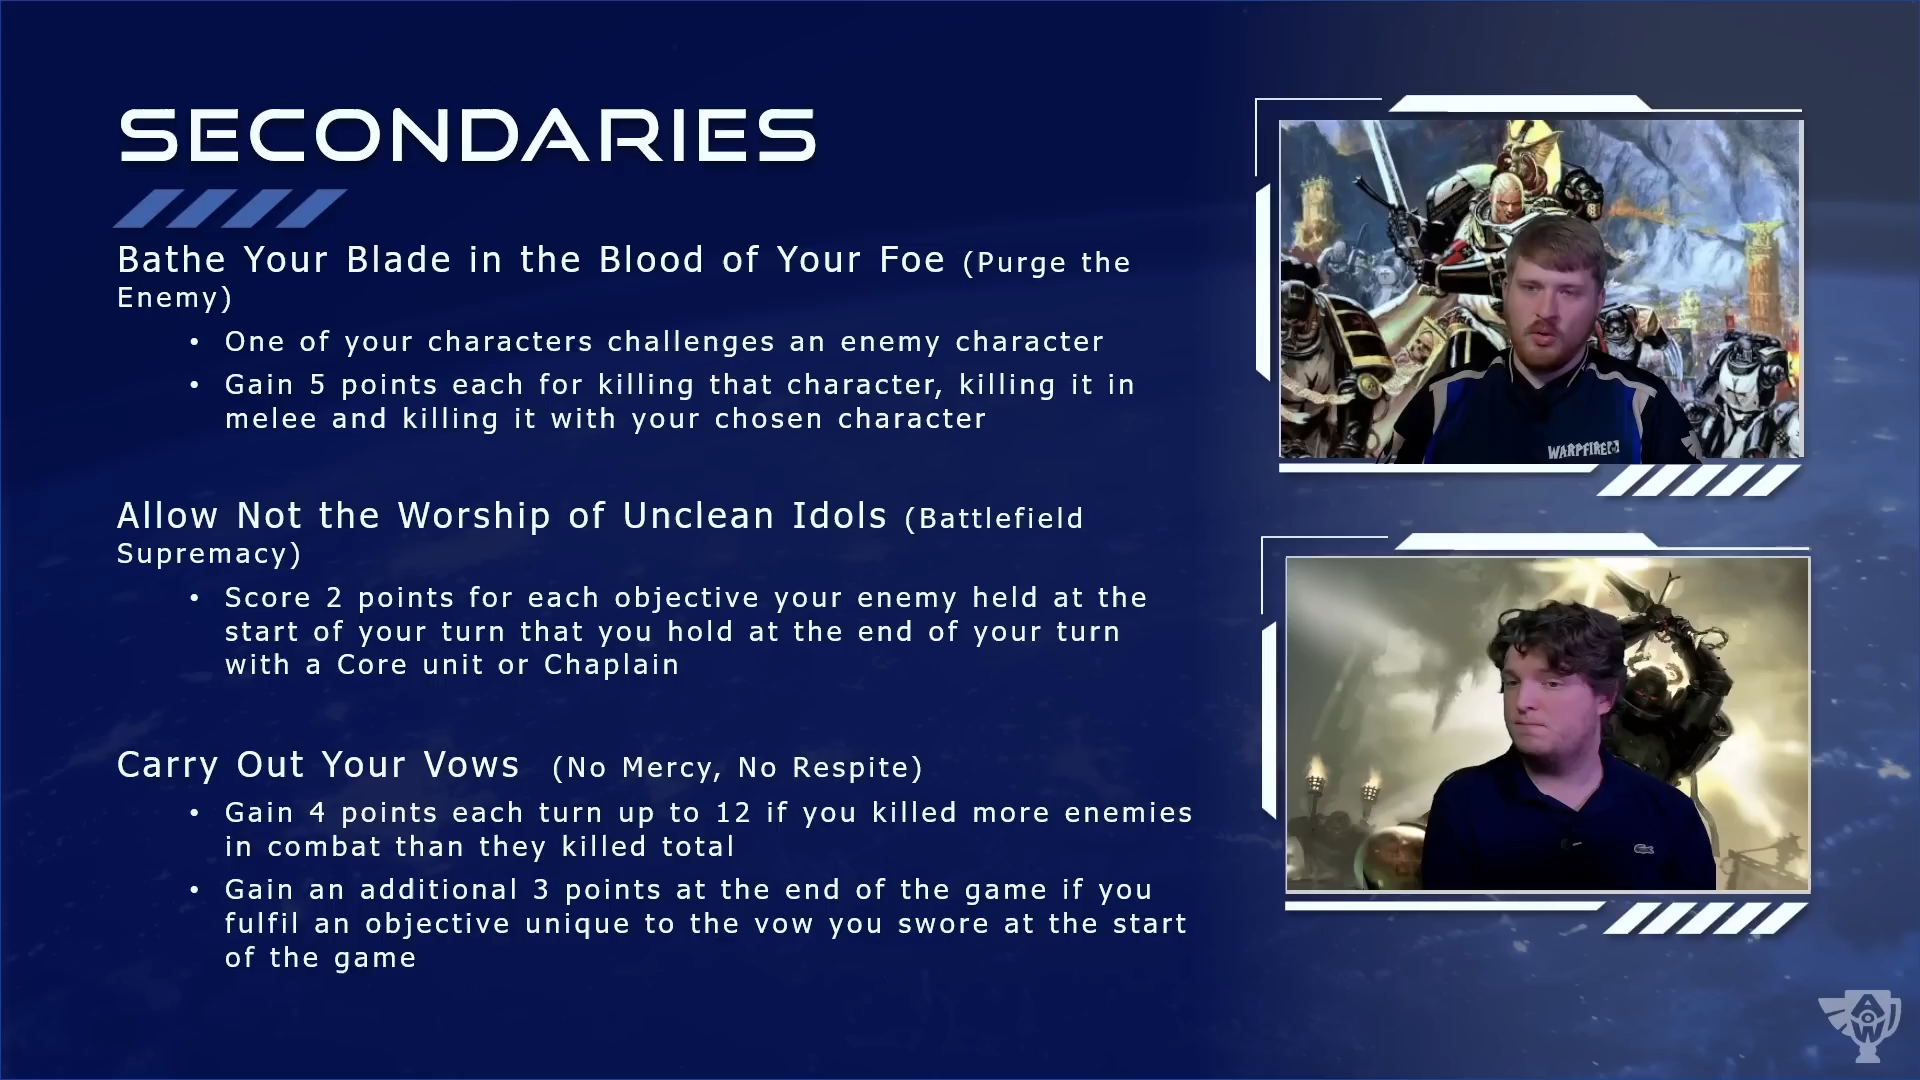 SECONDARIES
Bathe Your Blade in the Blood of Your Foe (Purge the
Enemy)
• One of your characters challenges an enemy character
• Gain 5 points each for killing that character, killing it in
melee and killing it with your chosen character
Allow Not the Worship of Unclean Idols (Battlefield
Supremacy)
• Score 2 points for each objective your enemy held at the
start of your turn that you hold at the end of your turn
with a Core unit or Chaplain
Carry Out Your Vows (No Mercy, No Respite)
• Gain 4 points each turn up to 12 if you killed more enemies
in combat than they killed total
• Gain an additional 3 points at the end of the game if you
fulfil an objective unique to the vow you swore at the start
of the game
WARPFIRE
AOW